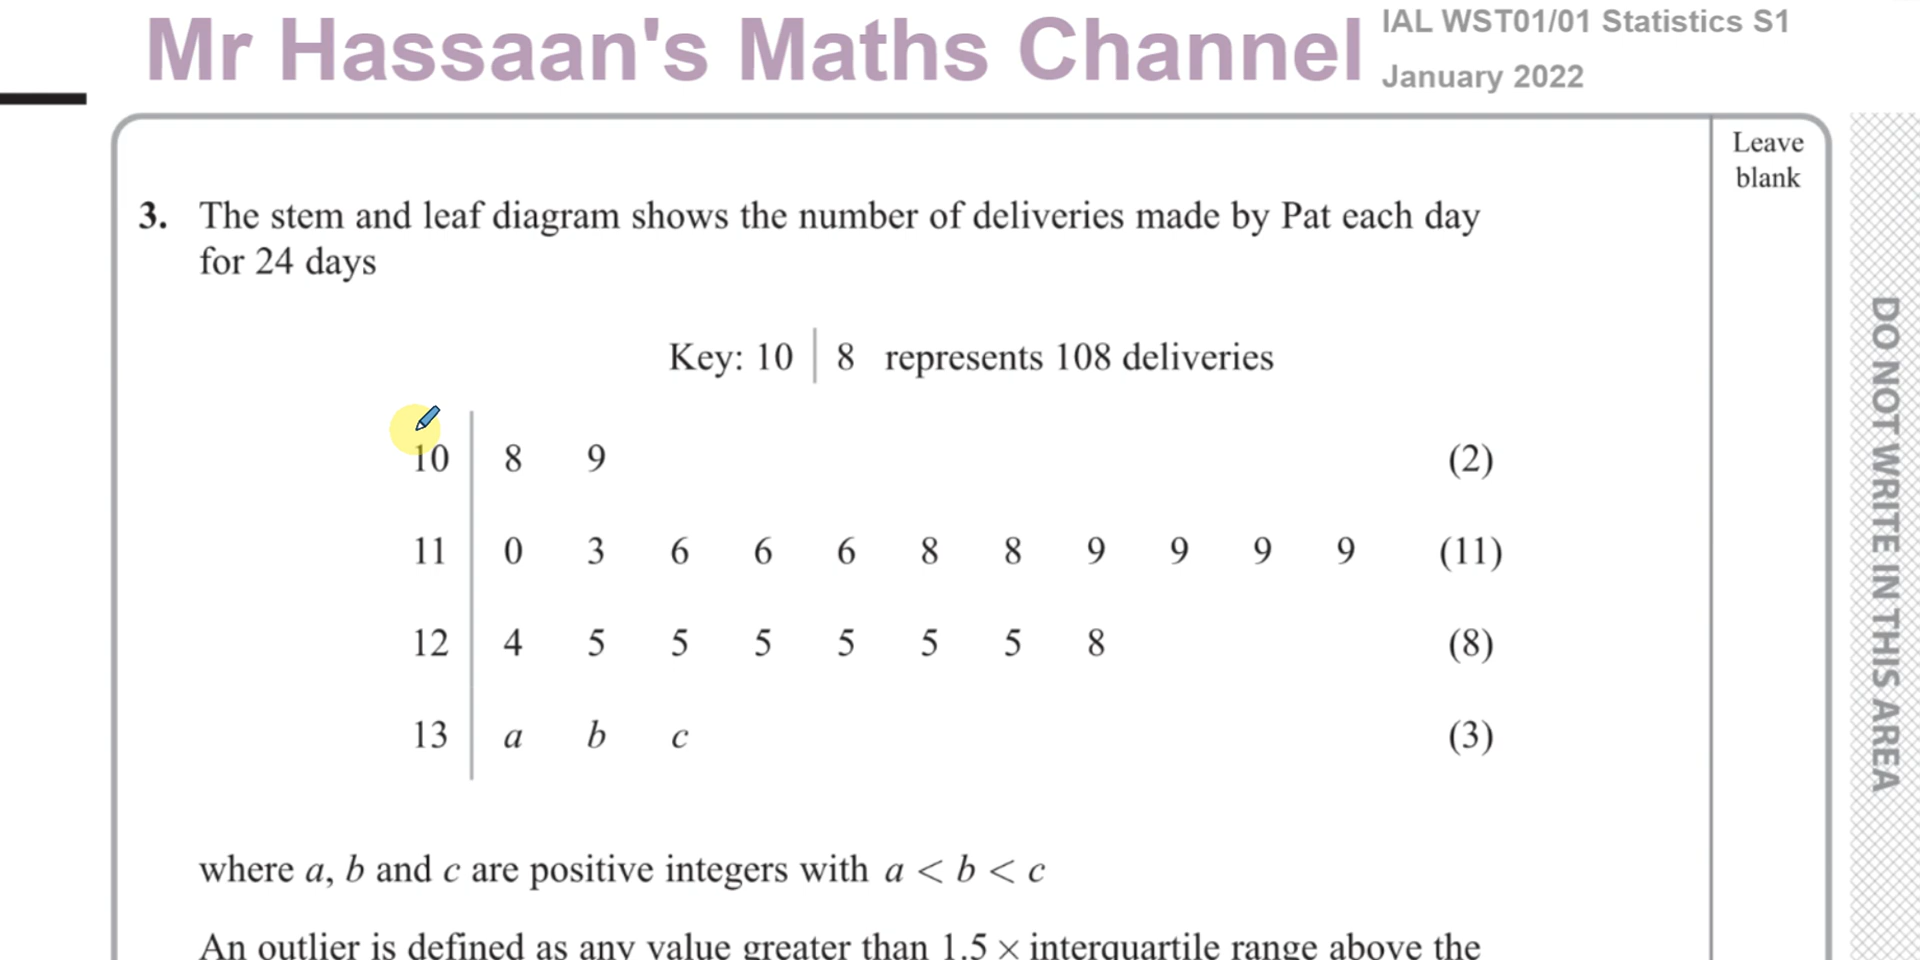 Mr Hassaan's Maths Channel
IAL WST01/01 Statistics S1
January 2022
Leave
blank
3. The stem and leaf diagram shows the number of deliveries made by Pat each day
for 24 days
Key: 10 | 8 represents 108 deliveries
10 | 8 9 (2)
11 | 0 3 6 6 6 8 8 9 9 9 9 (11)
12 | 4 5 5 5 5 5 5 8 (8)
13 | a b c (3)
where a, b and c are positive integers with a < b < c
An outlier is defined as any value greater than 1.5 × interquartile range above the
DO NOT WRITE IN THIS AREA